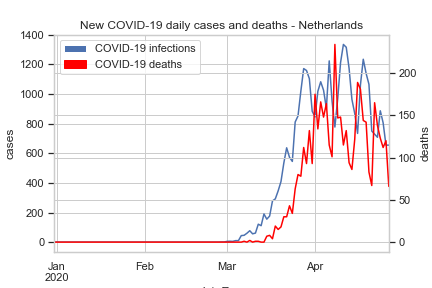 New COVID-19 daily cases and deaths - Netherlands
COVID-19 infections
COVID-19 deaths
1400
1200
1000
800
600
400
200
0
cases
200
150
100
50
0
deaths
Jan
2020
Feb
Mar
Apr